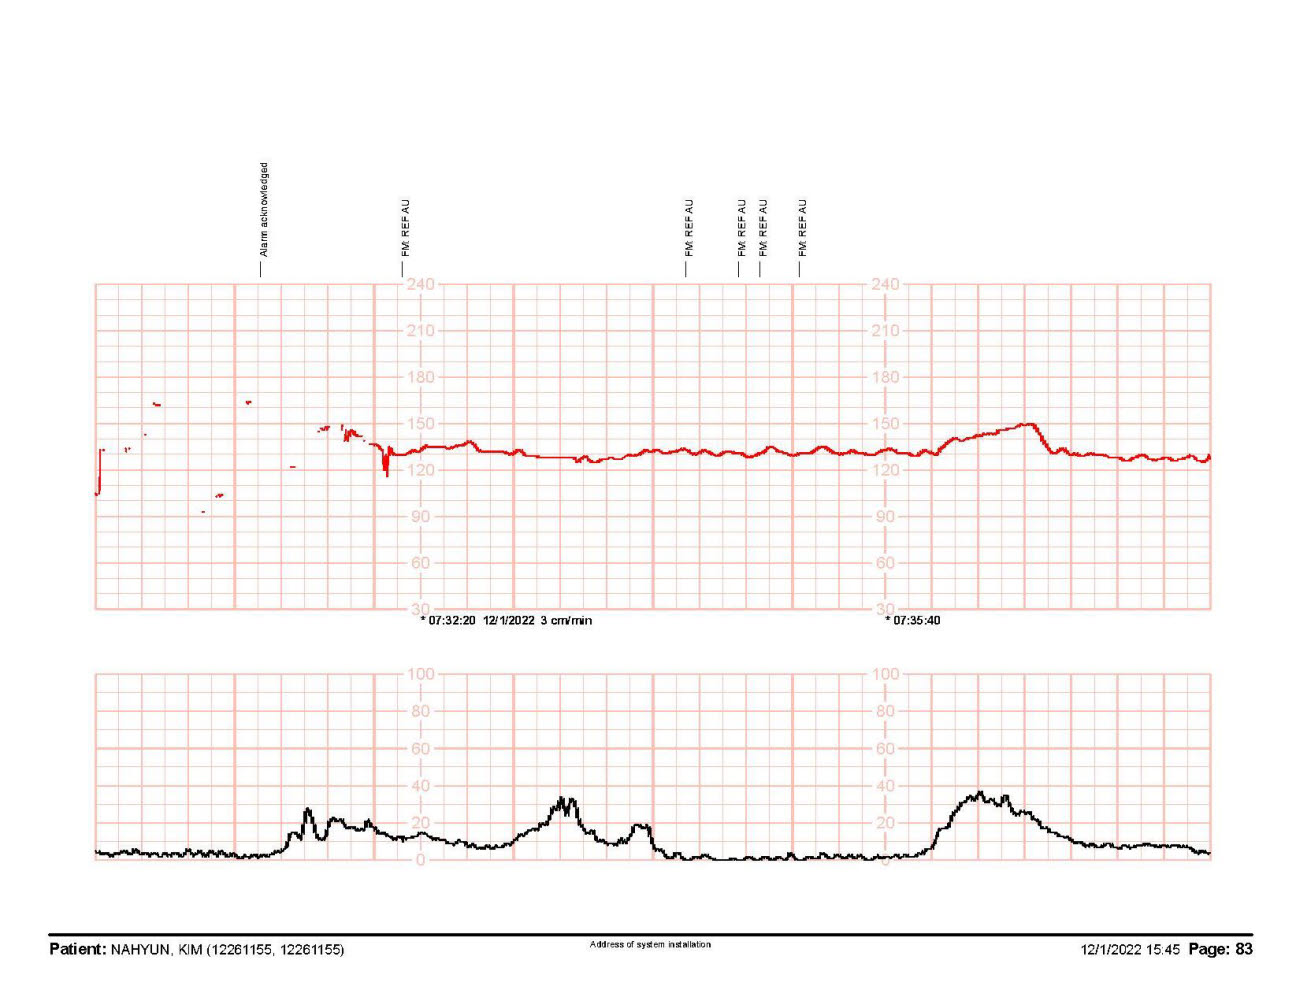 Alarm acknowledged
FM: REF AU
FM: REF AU
FM: REF AU
FM: REF AU
FM: REF AU
240 240
210 210
180 180
150 150
120 120
90 90
60 60
30 30
* 07:32:20 12/1/2022 3 cm/min * 07:35:40
100 100
80 80
60 60
40 40
20 20
0 0
Patient: NAHYUN, KIM (12261155, 12261155) Address of system installation 12/1/2022 15:45 Page: 83